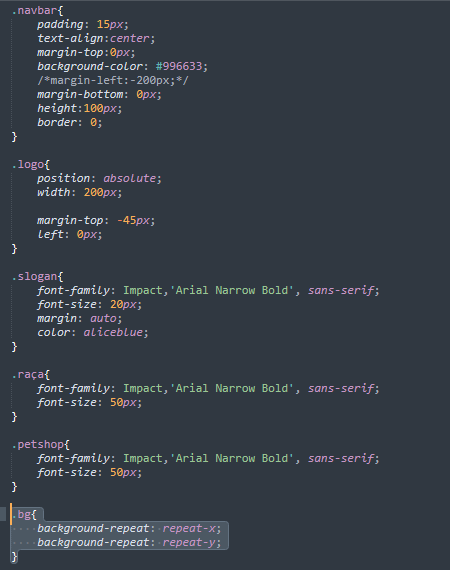 .navbar{
padding: 15px;
text-align:center;
margin-top:0px;
background-color: #996633;
/*margin-left:-200px;*/
margin-bottom: 0px;
height:100px;
border: 0;
}
.logo{
position: absolute;
width: 200px;
margin-top: -45px;
left: 0px;
}
.slogan{
font-family: Impact,'Arial Narrow Bold', sans-serif;
font-size: 20px;
margin: auto;
color: aliceblue;
}
.raça{
font-family: Impact,'Arial Narrow Bold', sans-serif;
font-size: 50px;
}
.petshop{
font-family: Impact,'Arial Narrow Bold', sans-serif;
font-size: 50px;
}
.bg{
background-repeat: repeat-x;
background-repeat: repeat-y;
}